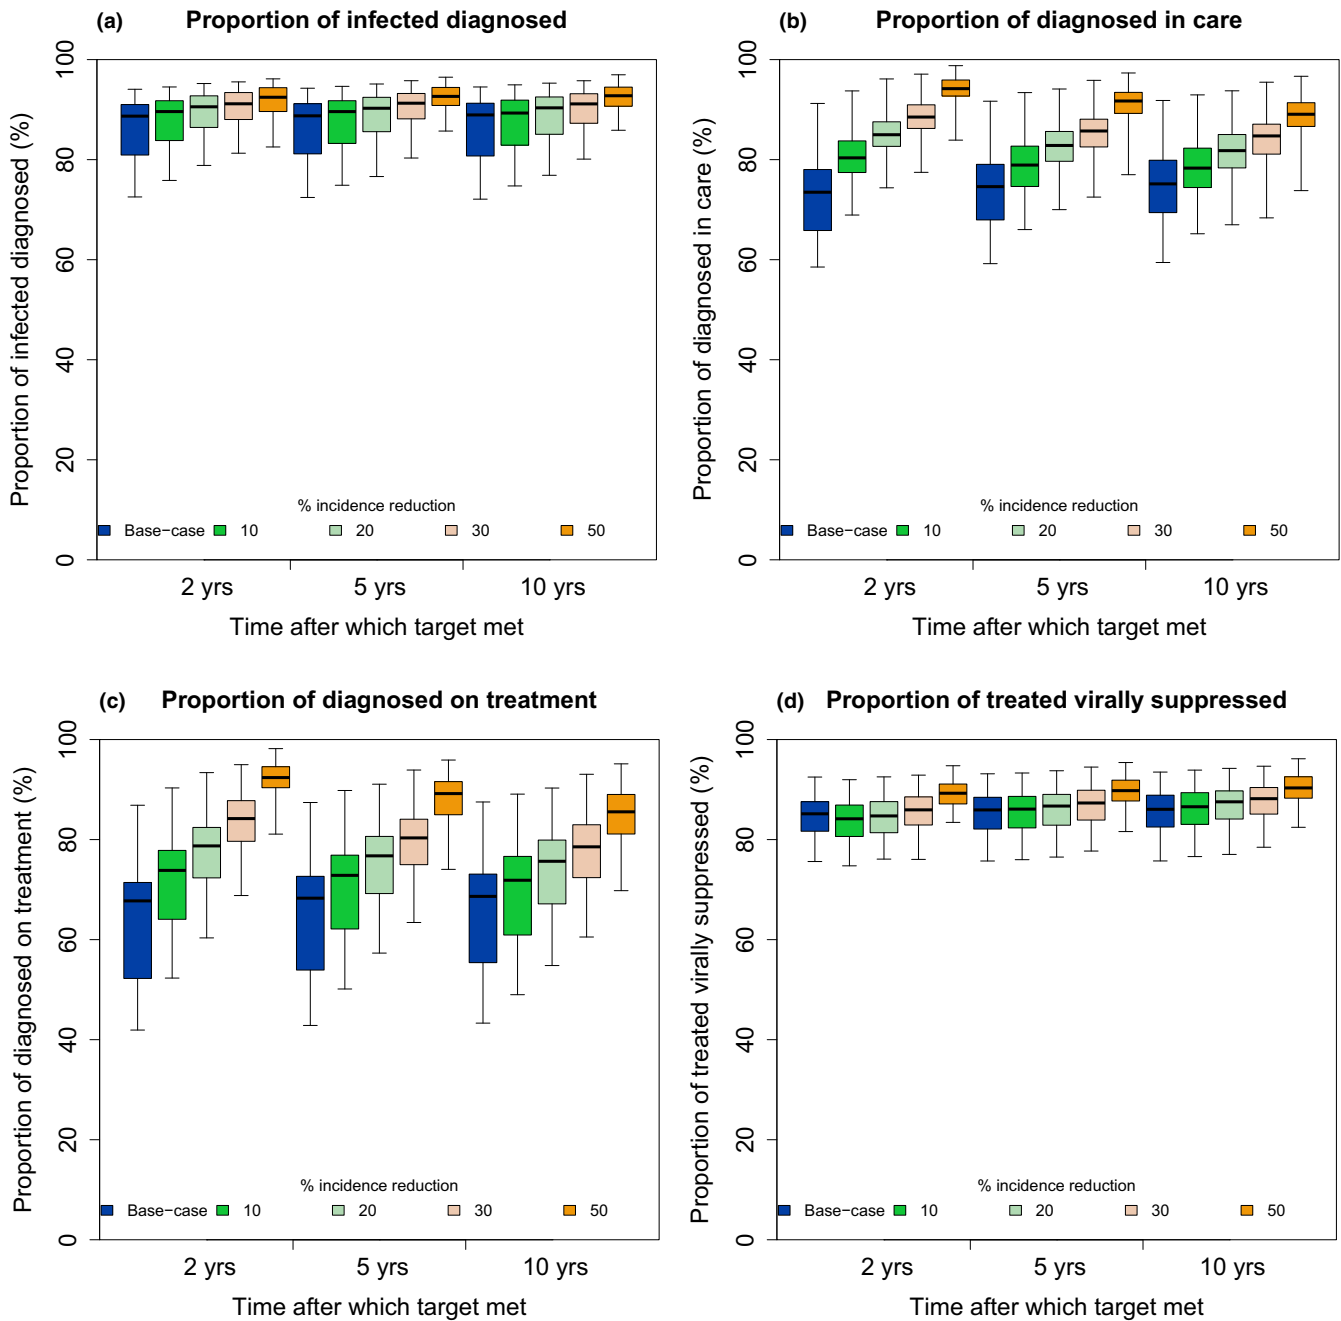 (a) Proportion of infected diagnosed
Proportion of infected diagnosed (%)
100
80
60
40
20
0
% incidence reduction
Base−case 10 20 30 50
2 yrs 5 yrs 10 yrs
Time after which target met
(b) Proportion of diagnosed in care
Proportion of diagnosed in care (%)
100
80
60
40
20
0
% incidence reduction
Base−case 10 20 30 50
2 yrs 5 yrs 10 yrs
Time after which target met
(c) Proportion of diagnosed on treatment
Proportion of diagnosed on treatment (%)
100
80
60
40
20
0
% incidence reduction
Base−case 10 20 30 50
2 yrs 5 yrs 10 yrs
Time after which target met
(d) Proportion of treated virally suppressed
Proportion of treated virally suppressed (%)
100
80
60
40
20
0
% incidence reduction
Base−case 10 20 30 50
2 yrs 5 yrs 10 yrs
Time after which target met